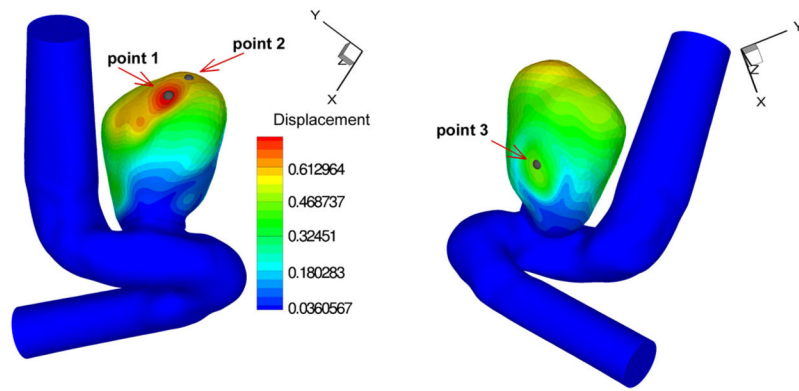 point 1
point 2
Y
Z
X
Displacement
0.612964
0.468737
0.32451
0.180283
0.0360567
point 3
Y
Z
X